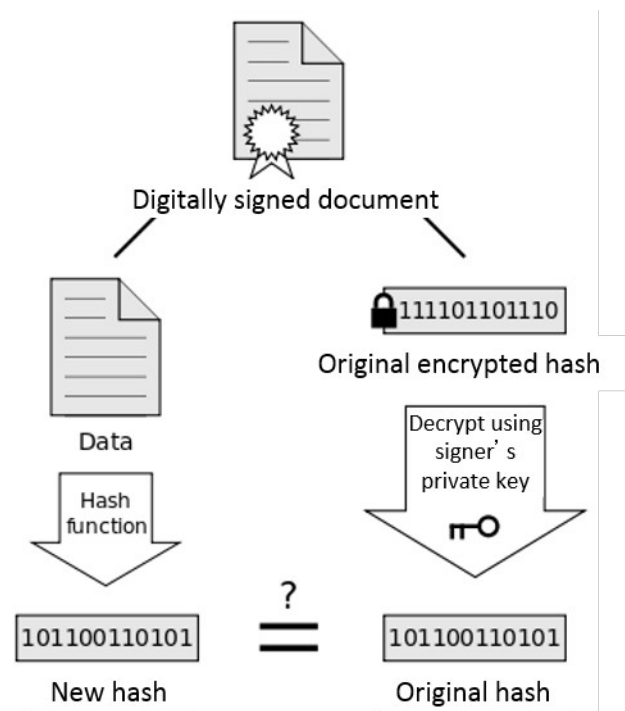 Digitally signed document
111101101110
Original encrypted hash
Data
Decrypt using
signer's
private key
Hash
function
?
101100110101
101100110101
New hash
Original hash